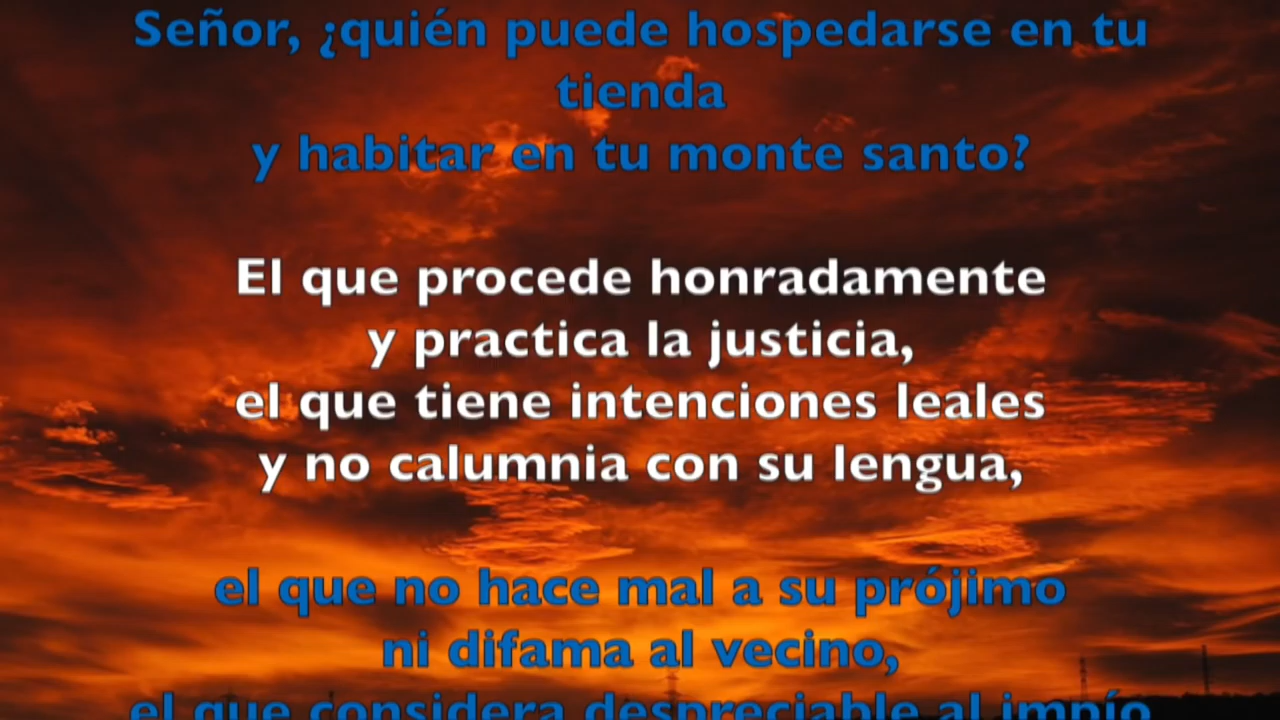 Señor, ¿quién puede hospedarse en tu
tienda
y habitar en tu monte santo?
El que procede honradamente
y practica la justicia,
el que tiene intenciones leales
y no calumnia con su lengua,
el que no hace mal a su prójimo
ni difama al vecino,
el que considera despreciable al impío